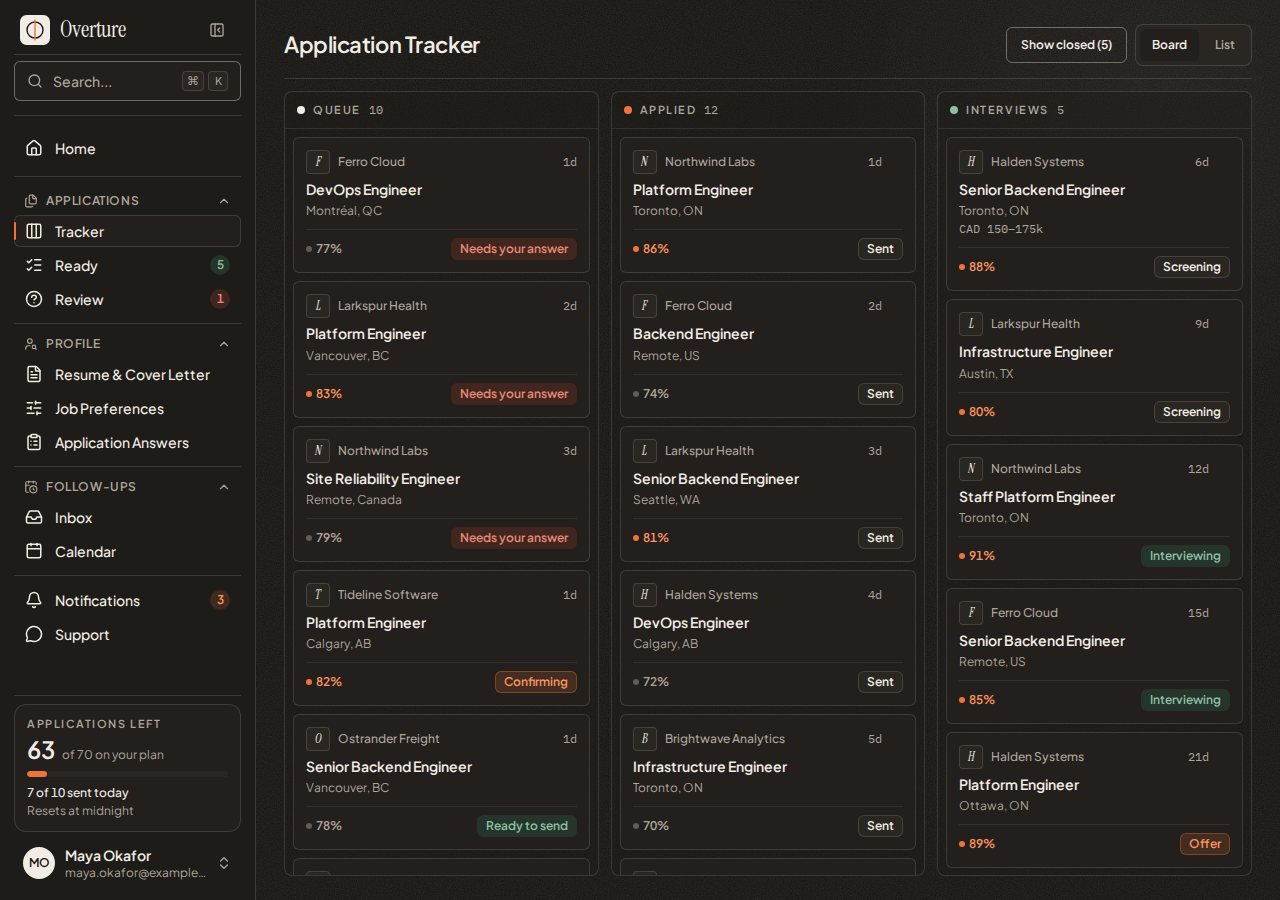 Overture
Search... ⌘ K
Home
APPLICATIONS
Tracker
Ready 5
Review 1
PROFILE
Resume & Cover Letter
Job Preferences
Application Answers
FOLLOW-UPS
Inbox
Calendar
Notifications 3
Support
APPLICATIONS LEFT
63 of 70 on your plan
7 of 10 sent today
Resets at midnight
MO Maya Okafor
maya.okafor@example...
Application Tracker
Show closed (5) Board List
QUEUE 10
F Ferro Cloud 1d
DevOps Engineer
Montréal, QC
77% Needs your answer
L Larkspur Health 2d
Platform Engineer
Vancouver, BC
83% Needs your answer
N Northwind Labs 3d
Site Reliability Engineer
Remote, Canada
79% Needs your answer
T Tideline Software 1d
Platform Engineer
Calgary, AB
82% Confirming
O Ostrander Freight 1d
Senior Backend Engineer
Vancouver, BC
78% Ready to send
APPLIED 12
N Northwind Labs 1d
Platform Engineer
Toronto, ON
86% Sent
F Ferro Cloud 2d
Backend Engineer
Remote, US
74% Sent
L Larkspur Health 3d
Senior Backend Engineer
Seattle, WA
81% Sent
H Halden Systems 4d
DevOps Engineer
Calgary, AB
72% Sent
B Brightwave Analytics 5d
Infrastructure Engineer
Toronto, ON
70% Sent
INTERVIEWS 5
H Halden Systems 6d
Senior Backend Engineer
Toronto, ON
CAD 150–175k
88% Screening
L Larkspur Health 9d
Infrastructure Engineer
Austin, TX
80% Screening
N Northwind Labs 12d
Staff Platform Engineer
Toronto, ON
91% Interviewing
F Ferro Cloud 15d
Senior Backend Engineer
Remote, US
85% Interviewing
H Halden Systems 21d
Platform Engineer
Ottawa, ON
89% Offer